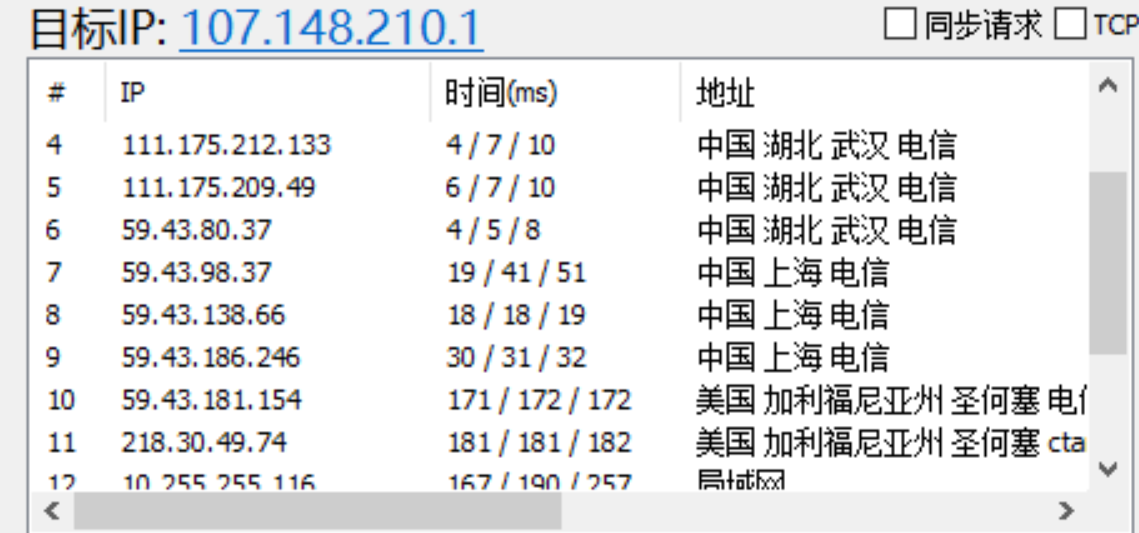 目标IP: 107.148.210.1 同步请求 TCP
# IP 时间(ms) 地址
4 111.175.212.133 4 / 7 / 10 中国 湖北 武汉 电信
5 111.175.209.49 6 / 7 / 10 中国 湖北 武汉 电信
6 59.43.80.37 4 / 5 / 8 中国 湖北 武汉 电信
7 59.43.98.37 19 / 41 / 51 中国 上海 电信
8 59.43.138.66 18 / 18 / 19 中国 上海 电信
9 59.43.186.246 30 / 31 / 32 中国 上海 电信
10 59.43.181.154 171 / 172 / 172 美国 加利福尼亚州 圣何塞 电
11 218.30.49.74 181 / 181 / 182 美国 加利福尼亚州 圣何塞 cta
12 10.255.255.116 167 / 190 / 257 局域网